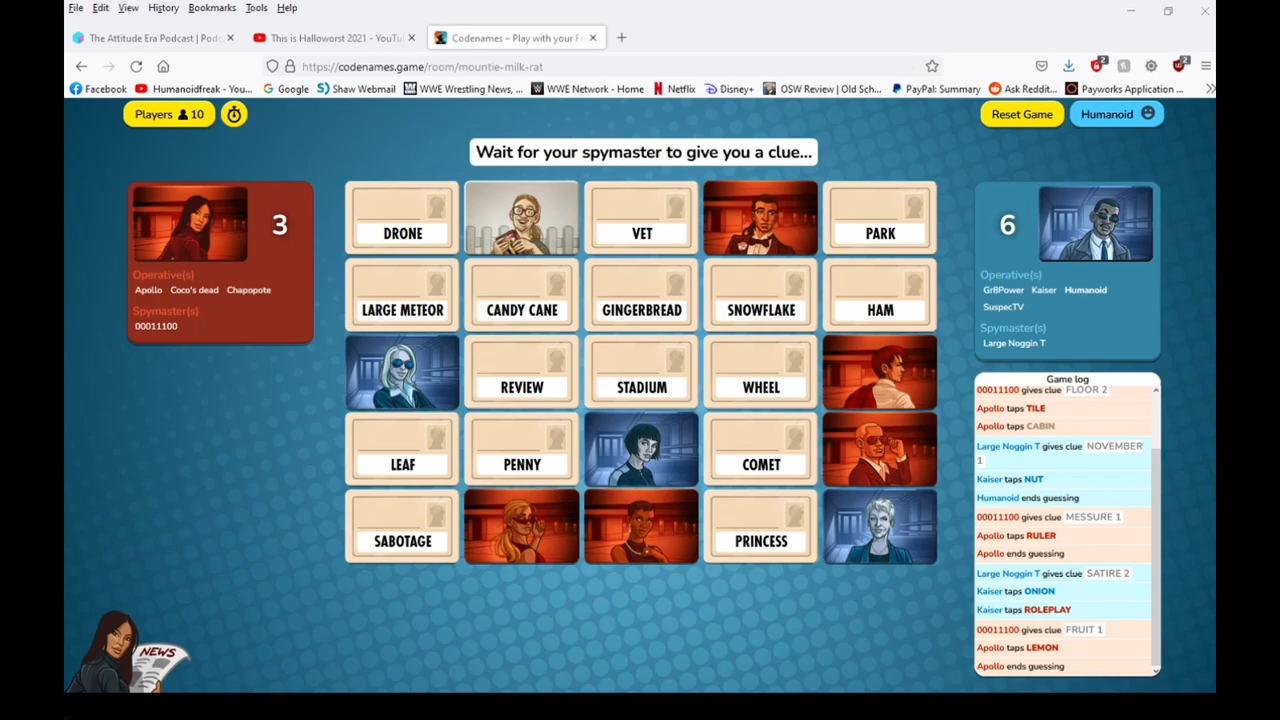 File Edit View History Bookmarks Tools Help
The Attitude Era Podcast | Podc
This is Halloworst 2021 - YouTu
Codenames – Play with your Fr
https://codenames.game/room/mountie-milk-rat
Facebook Humanoidfreak - You... Google Shaw Webmail WWE Wrestling News, ... WWE Network - Home Netflix Disney+ OSW Review | Old Sch... PayPal: Summary Ask Reddit... Payworks Application ...
Players 10
Reset Game
Humanoid
Wait for your spymaster to give you a clue...
3
Operative(s)
Apollo Coco's dead Chapopote
Spymaster(s)
00011100
DRONE VET PARK
LARGE METEOR CANDY CANE GINGERBREAD SNOWFLAKE HAM
REVIEW STADIUM WHEEL
LEAF PENNY COMET
SABOTAGE PRINCESS
6
Operative(s)
Gr8Power Kaiser Humanoid
SuspecTV
Spymaster(s)
Large Noggin T
Game log
00011100 gives clue FLOOR 2
Apollo taps TILE
Apollo taps CABIN
Large Noggin T gives clue NOVEMBER
1
Kaiser taps NUT
Humanoid ends guessing
00011100 gives clue MESSURE 1
Apollo taps RULER
Apollo ends guessing
Large Noggin T gives clue SATIRE 2
Kaiser taps ONION
Kaiser taps ROLEPLAY
00011100 gives clue FRUIT 1
Apollo taps LEMON
Apollo ends guessing
NEWS